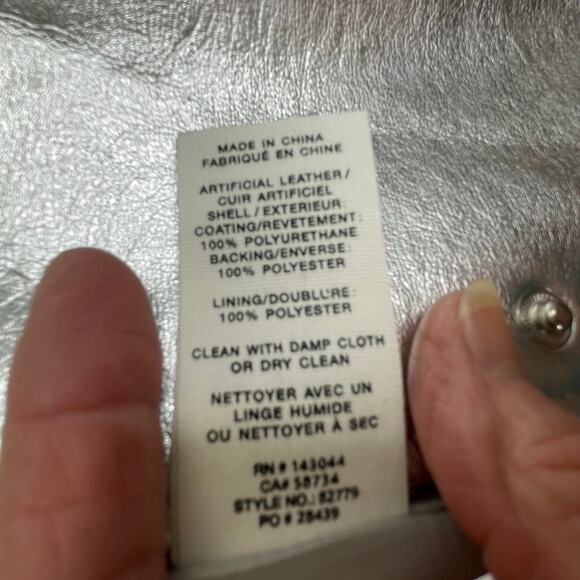 MADE IN CHINA
FABRIQUÉ EN CHINE
ARTIFICIAL LEATHER /
CUIR ARTIFICIEL
SHELL / EXTERIEUR:
COATING/REVETEMENT:
100% POLYURETHANE
BACKING/ENVERSE:
100% POLYESTER
LINING/DOUBLL'RE:
100% POLYESTER
CLEAN WITH DAMP CLOTH
OR DRY CLEAN
NETTOYER AVEC UN
LINGE HUMIDE
OU NETTOYER À SEC
RN # 143044
CA# 58734
STYLE NO.: 82779
PO # 28439